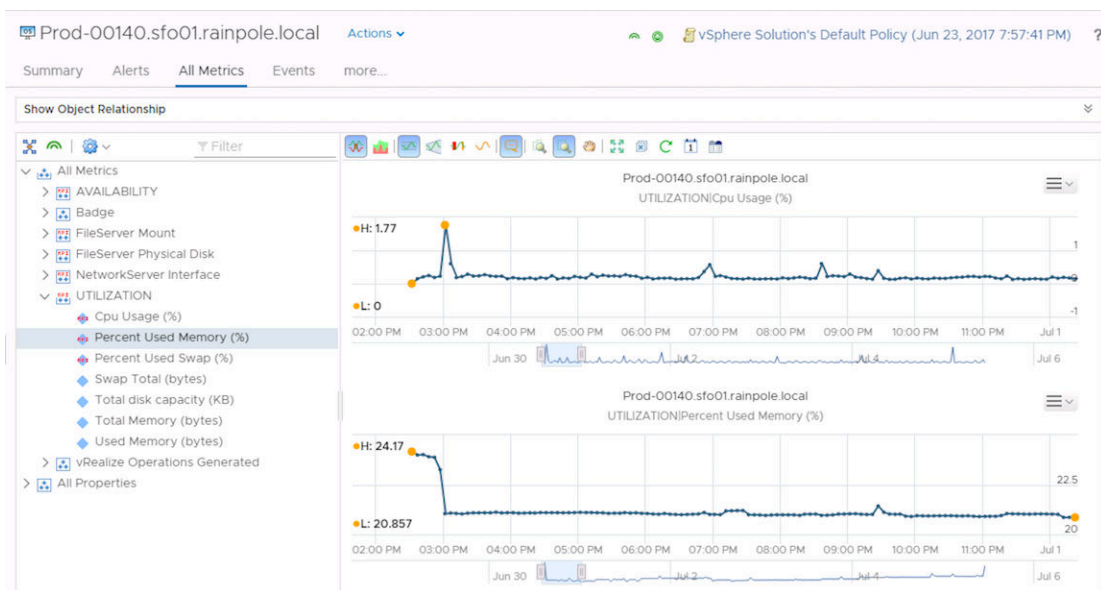 Prod-00140.sfo01.rainpole.local Actions vSphere Solution's Default Policy (Jun 23, 2017 7:57:41 PM) ?
Summary Alerts All Metrics Events more...
Show Object Relationship
Filter
All Metrics
AVAILABILITY
Badge
FileServer Mount
FileServer Physical Disk
NetworkServer Interface
UTILIZATION
Cpu Usage (%)
Percent Used Memory (%)
Percent Used Swap (%)
Swap Total (bytes)
Total disk capacity (KB)
Total Memory (bytes)
Used Memory (bytes)
vRealize Operations Generated
All Properties
Prod-00140.sfo01.rainpole.local
UTILIZATION|Cpu Usage (%)
H: 1.77
1
0
L: 0
-1
02:00 PM 03:00 PM 04:00 PM 05:00 PM 06:00 PM 07:00 PM 08:00 PM 09:00 PM 10:00 PM 11:00 PM Jul 1
Jun 30 Jul 2 Jul 4 Jul 6
Prod-00140.sfo01.rainpole.local
UTILIZATION|Percent Used Memory (%)
H: 24.17
22.5
L: 20.857
20
02:00 PM 03:00 PM 04:00 PM 05:00 PM 06:00 PM 07:00 PM 08:00 PM 09:00 PM 10:00 PM 11:00 PM Jul 1
Jun 30 Jul 2 Jul 4 Jul 6